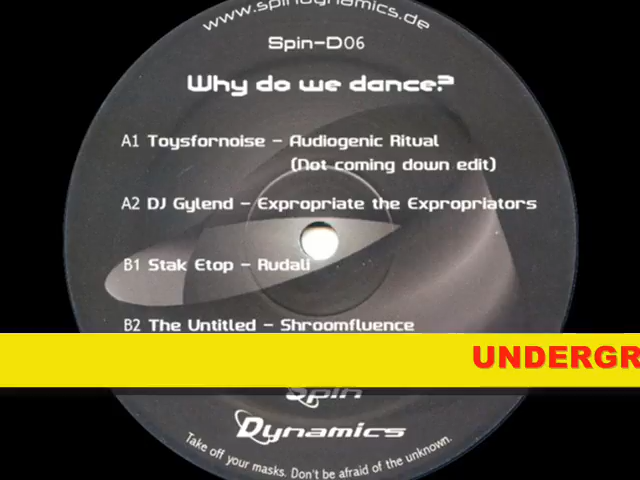 www.spindynamics.de
Spin-D06
Why do we dance?
A1 Toysfornoise - Audiogenic Ritual
(Not coming down edit)
A2 DJ Gylend - Expropriate the Expropriators
B1 Stak Etop - Rudali
B2 The Untitled - Shroomfluence
UNDERGR
Spin
Dynamics
Take off your masks. Don't be afraid of the unknown.